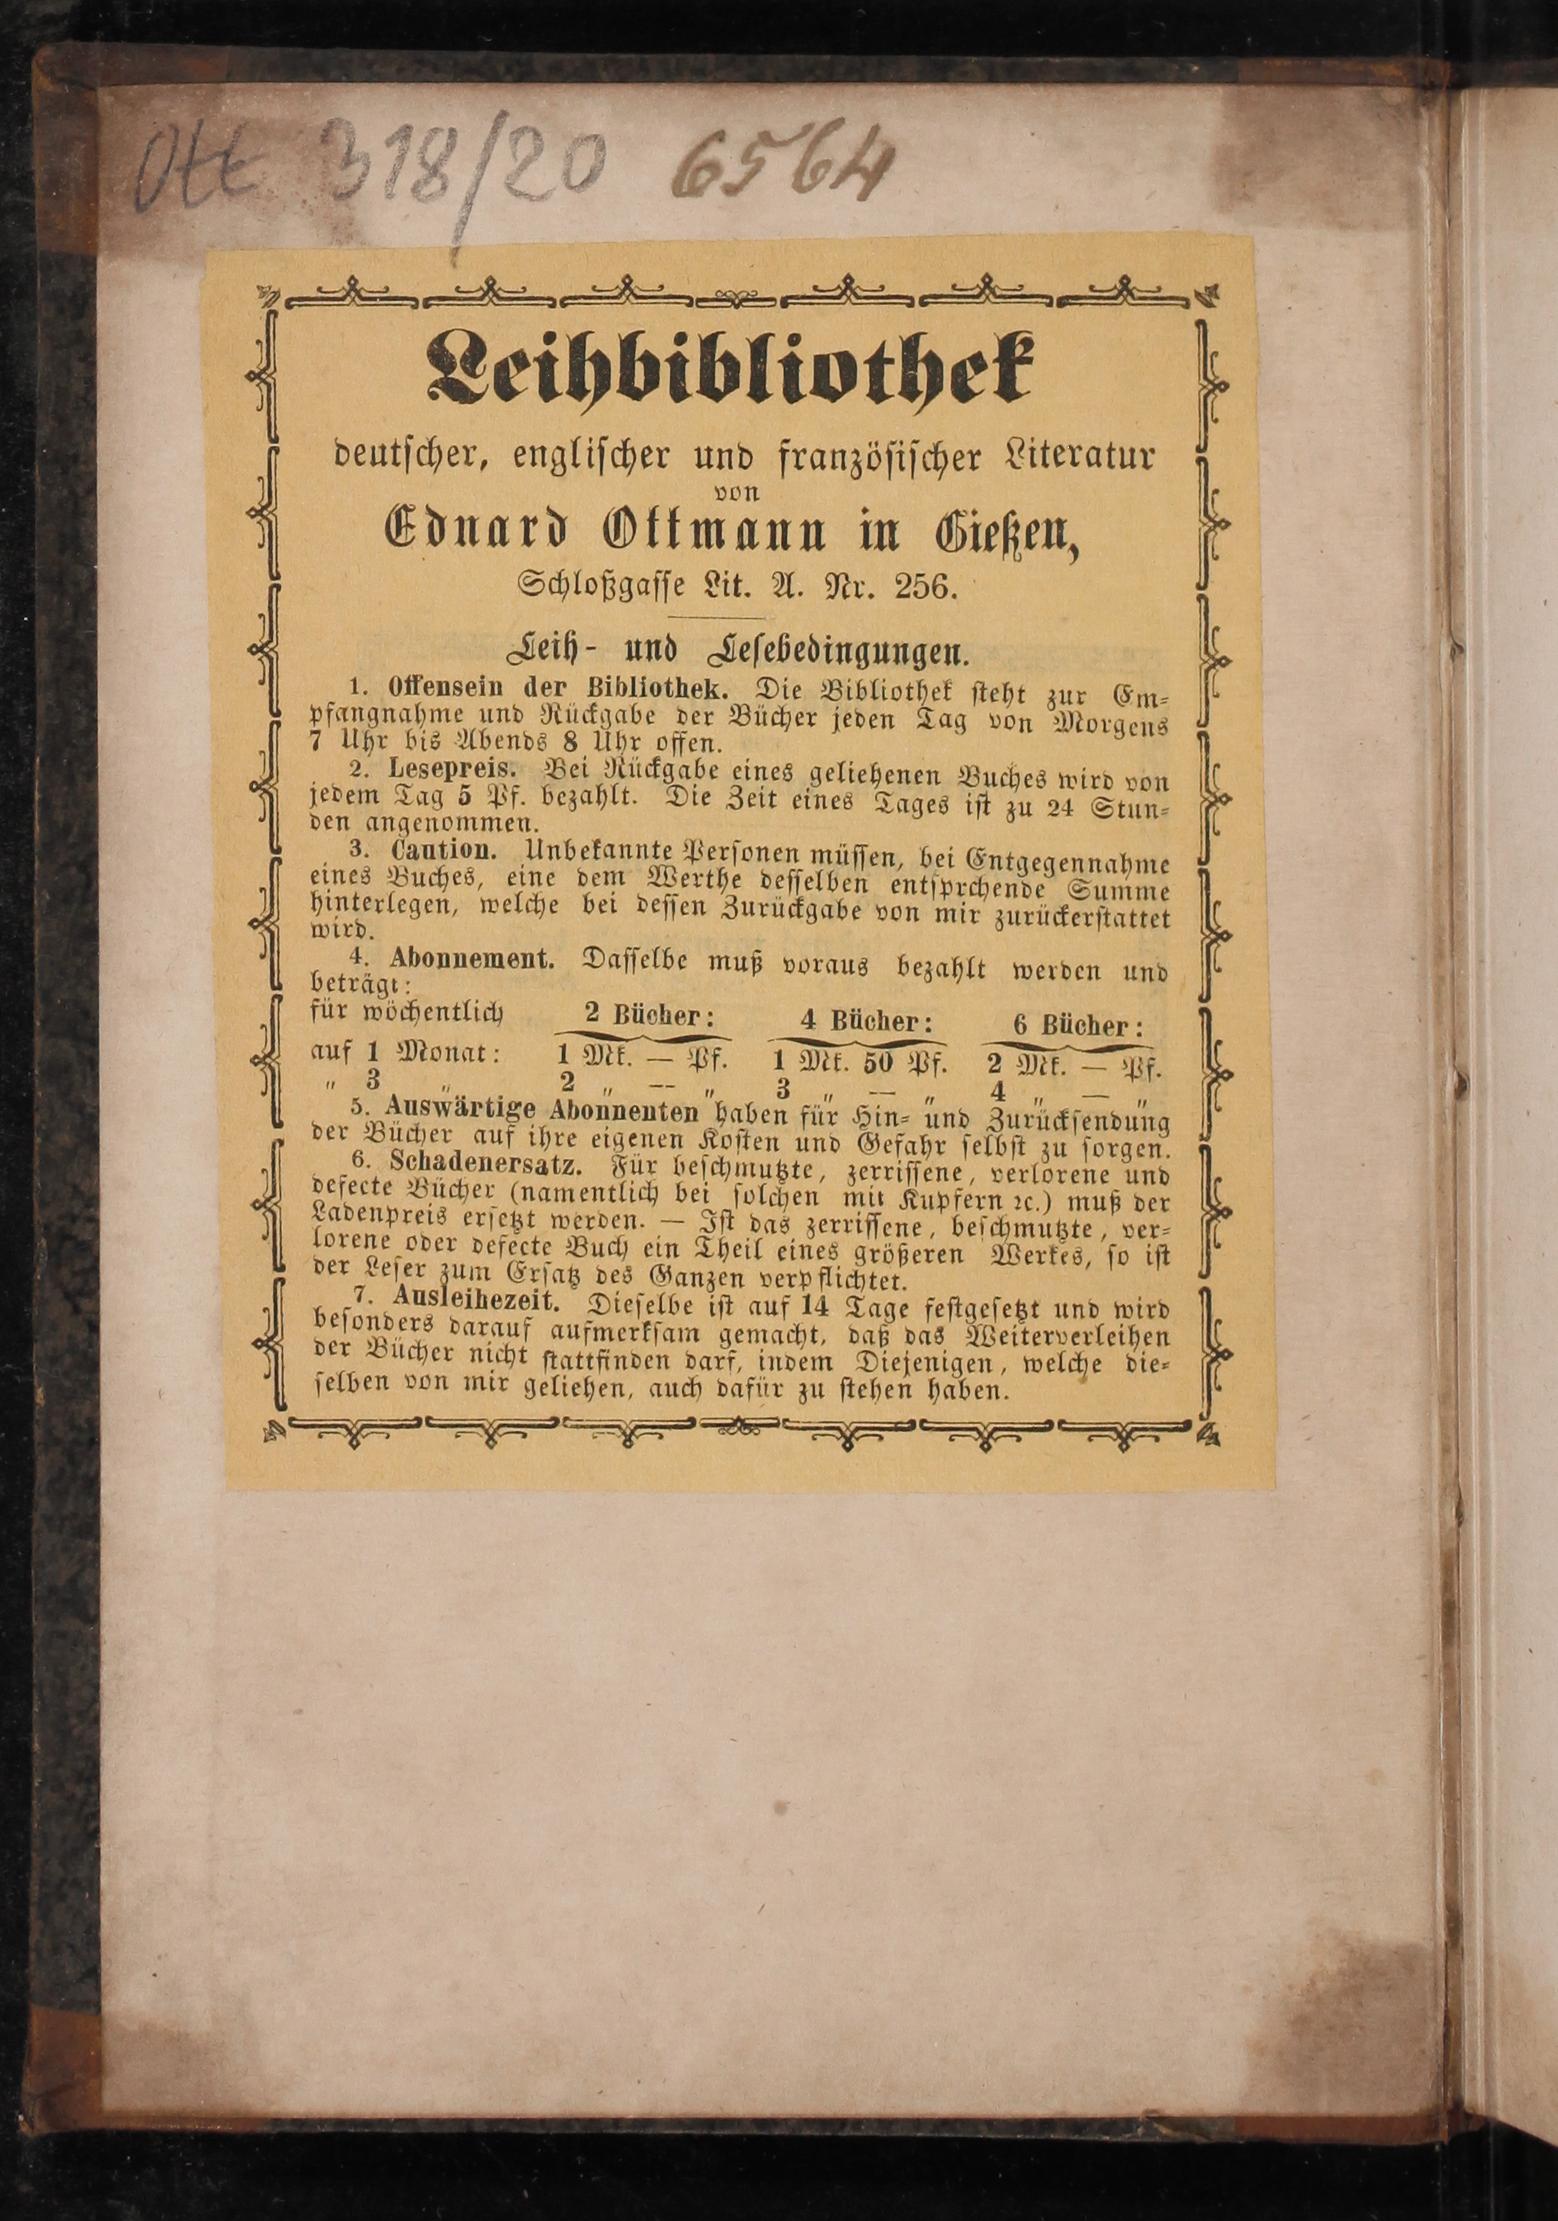 Ott 318/20 6564
Leihbibliothek
deutscher, englischer und französischer Literatur
von
Eduard Ottmann in Gießen,
Schloßgasse Lit. A. Nr. 256.
Leih- und Lesebedingungen.
1. Offensein der Bibliothek. Die Bibliothek steht zur Em-
pfangnahme und Rückgabe der Bücher jeden Tag von Morgens
7 Uhr bis Abends 8 Uhr offen.
2. Lesepreis. Bei Rückgabe eines geliehenen Buches wird von
jedem Tag 5 Pf. bezahlt. Die Zeit eines Tages ist zu 24 Stun-
den angenommen.
3. Caution. Unbekannte Personen müssen, bei Entgegennahme
eines Buches, eine dem Werthe desselben entsprchende Summe
hinterlegen, welche bei dessen Zurückgabe von mir zurückerstattet
wird.
4. Abonnement. Dasselbe muß voraus bezahlt werden und
beträgt:
für wöchentlich 2 Bücher: 4 Bücher: 6 Bücher:
auf 1 Monat: 1 Mk. — Pf. 1 Mk. 50 Pf. 2 Mk. — Pf.
" 3 " 2 " — " 3 " — " 4 " — "
5. Auswärtige Abonnenten haben für Hin- und Zurücksendung
der Bücher auf ihre eigenen Kosten und Gefahr selbst zu sorgen.
6. Schadenersatz. Für beschmutzte, zerrissene, verlorene und
defecte Bücher (namentlich bei solchen mit Kupfern ꝛc.) muß der
Ladenpreis ersetzt werden. — Ist das zerrissene, beschmutzte, ver-
lorene oder defecte Buch ein Theil eines größeren Werkes, so ist
der Leser zum Ersatz des Ganzen verpflichtet.
7. Ausleihezeit. Dieselbe ist auf 14 Tage festgesetzt und wird
besonders darauf aufmerksam gemacht, daß das Weiterverleihen
der Bücher nicht stattfinden darf, indem Diejenigen, welche die-
selben von mir geliehen, auch dafür zu stehen haben.